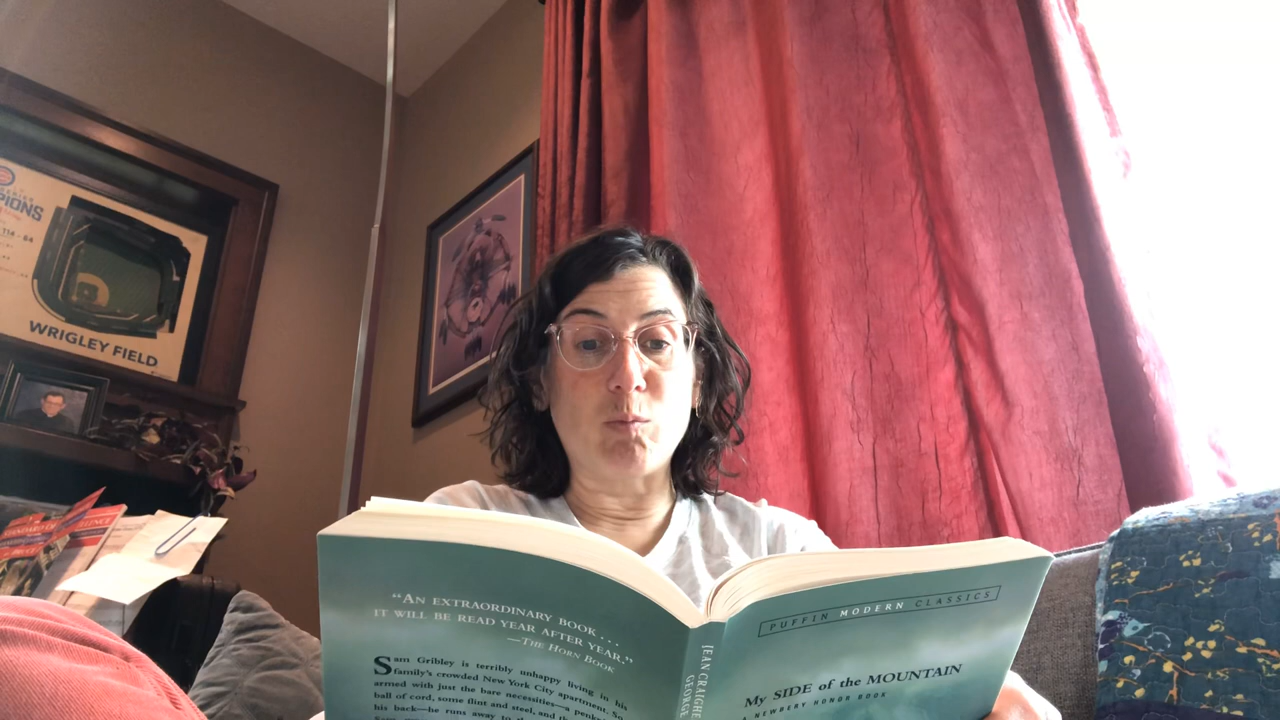 PIONS
114 - 84
WRIGLEY FIELD
“AN EXTRAORDINARY BOOK . . .
IT WILL BE READ YEAR AFTER YEAR.”
—THE HORN BOOK
Sam Gribley is terribly unhappy living in his
family's crowded New York City apartment. So,
armed with just the bare necessities—a penknife,
ball of cord, some flint and steel, and
his back—he runs away to
JEAN CRAIGHE
GEORGE
PUFFIN MODERN CLASSICS
My SIDE of the MOUNTAIN
A NEWBERY HONOR BOOK